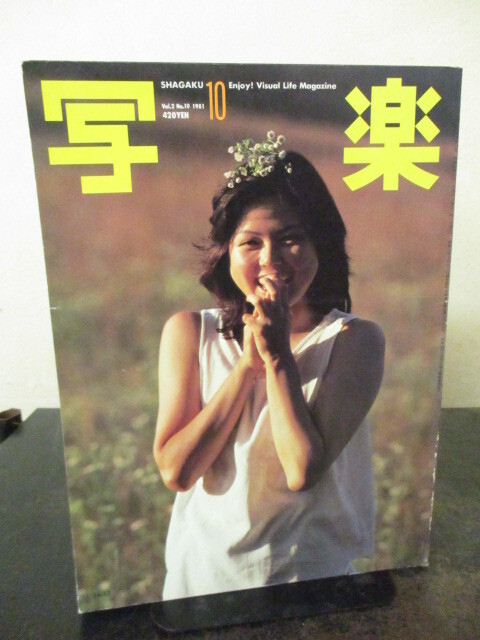 写楽
SHAGAKU 10 Enjoy! Visual Life Magazine
Vol.2 No.10 1981
420YEN